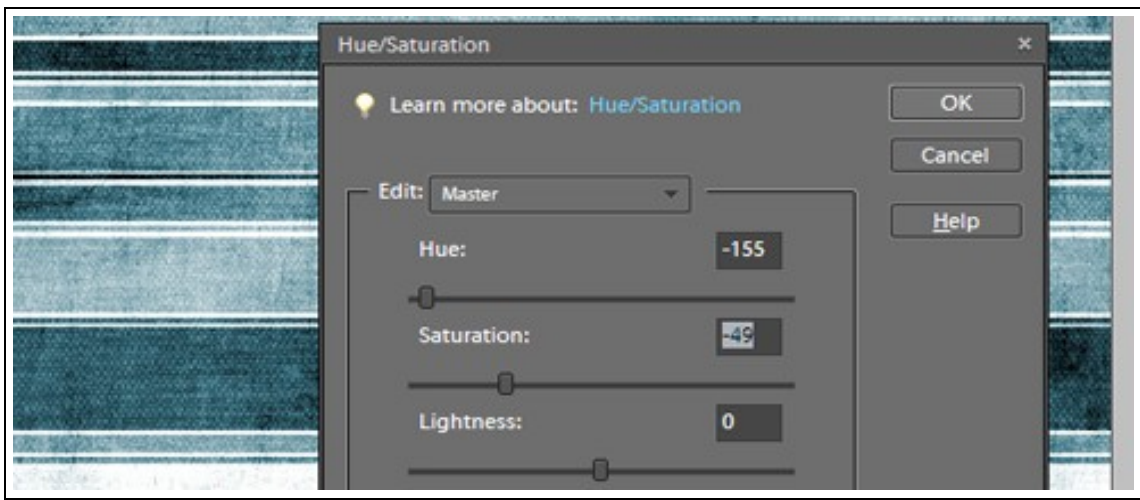 Hue/Saturation
Learn more about: Hue/Saturation
OK
Cancel
Edit: Master
Help
Hue: -155
Saturation: -49
Lightness: 0